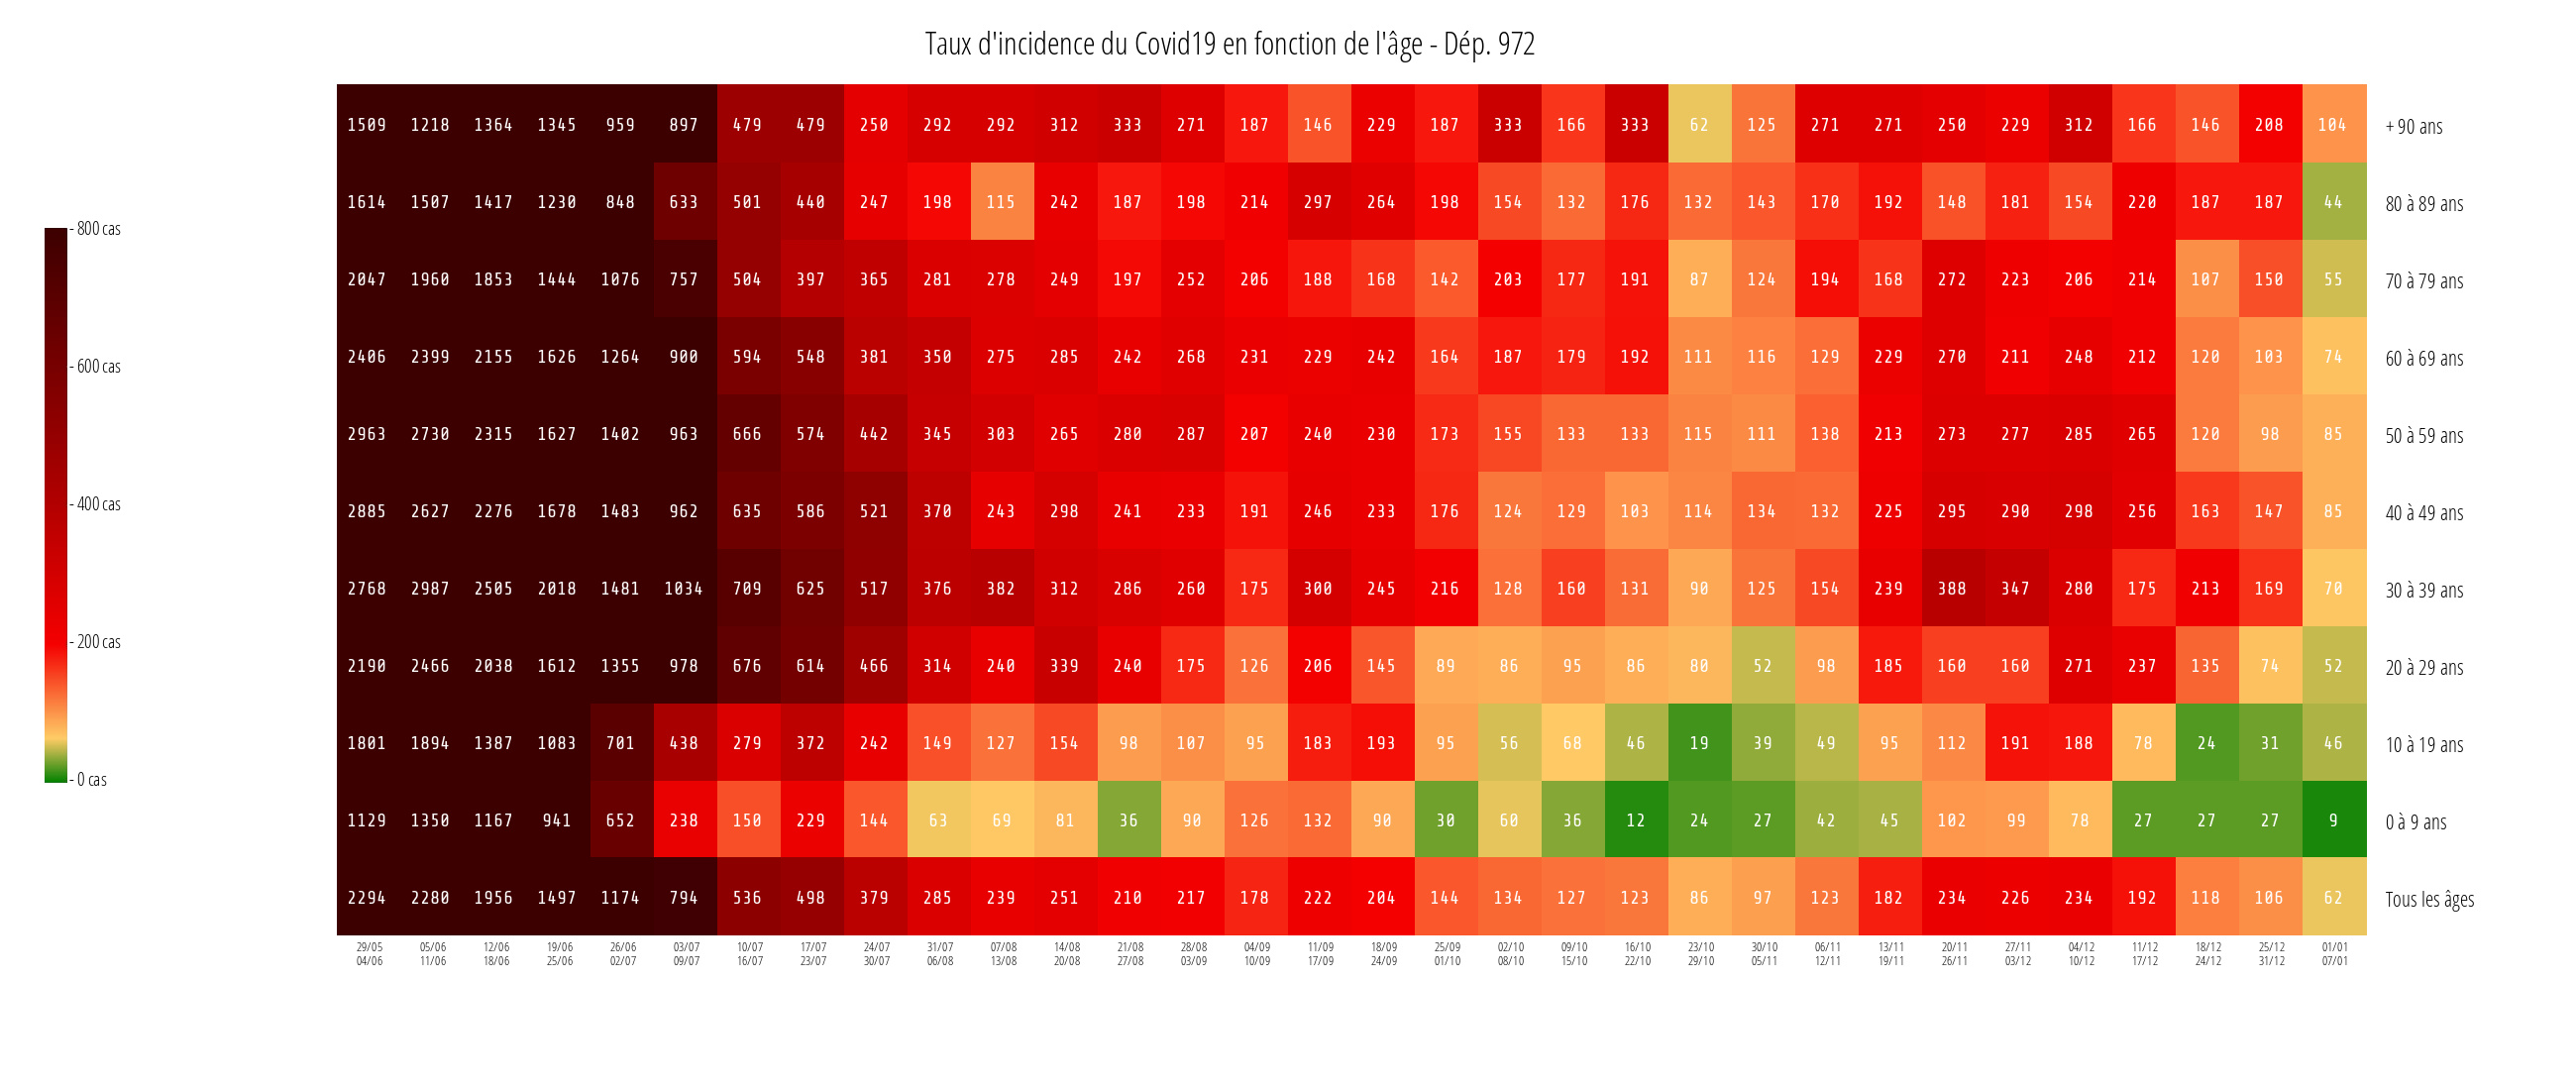 Taux d'incidence du Covid19 en fonction de l'âge - Dép. 972
1509 1218 1364 1345 959 897 479 479 250 292 292 312 333 271 187 146 229 187 333 166 333 62 125 271 271 250 229 312 166 146 208 104 + 90 ans
1614 1507 1417 1230 848 633 501 440 247 198 115 242 187 198 214 297 264 198 154 132 176 132 143 170 192 148 181 154 220 187 187 44 80 à 89 ans
- 800 cas
2047 1960 1853 1444 1076 757 504 397 365 281 278 249 197 252 206 188 168 142 203 177 191 87 124 194 168 272 223 206 214 107 150 55 70 à 79 ans
2406 2399 2155 1626 1264 900 594 548 381 350 275 285 242 268 231 229 242 164 187 179 192 111 116 129 229 270 211 248 212 120 103 74 60 à 69 ans
- 600 cas
2963 2730 2315 1627 1402 963 666 574 442 345 303 265 280 287 207 240 230 173 155 133 133 115 111 138 213 273 277 285 265 120 98 85 50 à 59 ans
- 400 cas
2885 2627 2276 1678 1483 962 635 586 521 370 243 298 241 233 191 246 233 176 124 129 103 114 134 132 225 295 290 298 256 163 147 85 40 à 49 ans
2768 2987 2505 2018 1481 1034 709 625 517 376 382 312 286 260 175 300 245 216 128 160 131 90 125 154 239 388 347 280 175 213 169 70 30 à 39 ans
- 200 cas
2190 2466 2038 1612 1355 978 676 614 466 314 240 339 240 175 126 206 145 89 86 95 86 80 52 98 185 160 160 271 237 135 74 52 20 à 29 ans
1801 1894 1387 1083 701 438 279 372 242 149 127 154 98 107 95 183 193 95 56 68 46 19 39 49 95 112 191 188 78 24 31 46 10 à 19 ans
- 0 cas
1129 1350 1167 941 652 238 150 229 144 63 69 81 36 90 126 132 90 30 60 36 12 24 27 42 45 102 99 78 27 27 27 9 0 à 9 ans
2294 2280 1956 1497 1174 794 536 498 379 285 239 251 210 217 178 222 204 144 134 127 123 86 97 123 182 234 226 234 192 118 106 62 Tous les âges
29/05 05/06 12/06 19/06 26/06 03/07 10/07 17/07 24/07 31/07 07/08 14/08 21/08 28/08 04/09 11/09 18/09 25/09 02/10 09/10 16/10 23/10 30/10 06/11 13/11 20/11 27/11 04/12 11/12 18/12 25/12 01/01
04/06 11/06 18/06 25/06 02/07 09/07 16/07 23/07 30/07 06/08 13/08 20/08 27/08 03/09 10/09 17/09 24/09 01/10 08/10 15/10 22/10 29/10 05/11 12/11 19/11 26/11 03/12 10/12 17/12 24/12 31/12 07/01